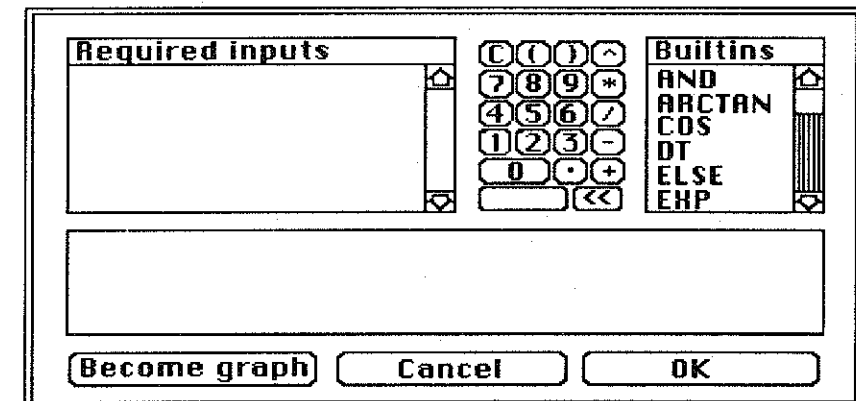 Required inputs
C ( ) ^
7 8 9 *
4 5 6 /
1 2 3 -
0 . +
<<
Builtins
AND
ARCTAN
COS
DT
ELSE
EXP
Become graph Cancel OK